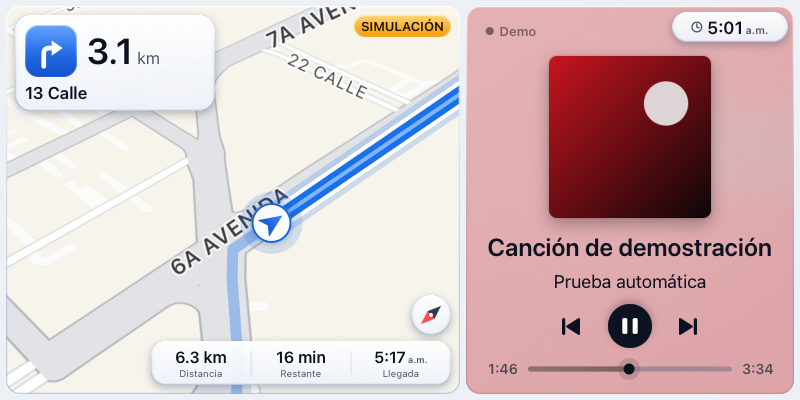 3.1 km
13 Calle
7A AVEN
22 CALLE
SIMULACIÓN
6A AVENIDA
6.3 km
Distancia
16 min
Restante
5:17 a.m.
Llegada
Demo
5:01 a.m.
Canción de demostración
Prueba automática
1:46
3:34